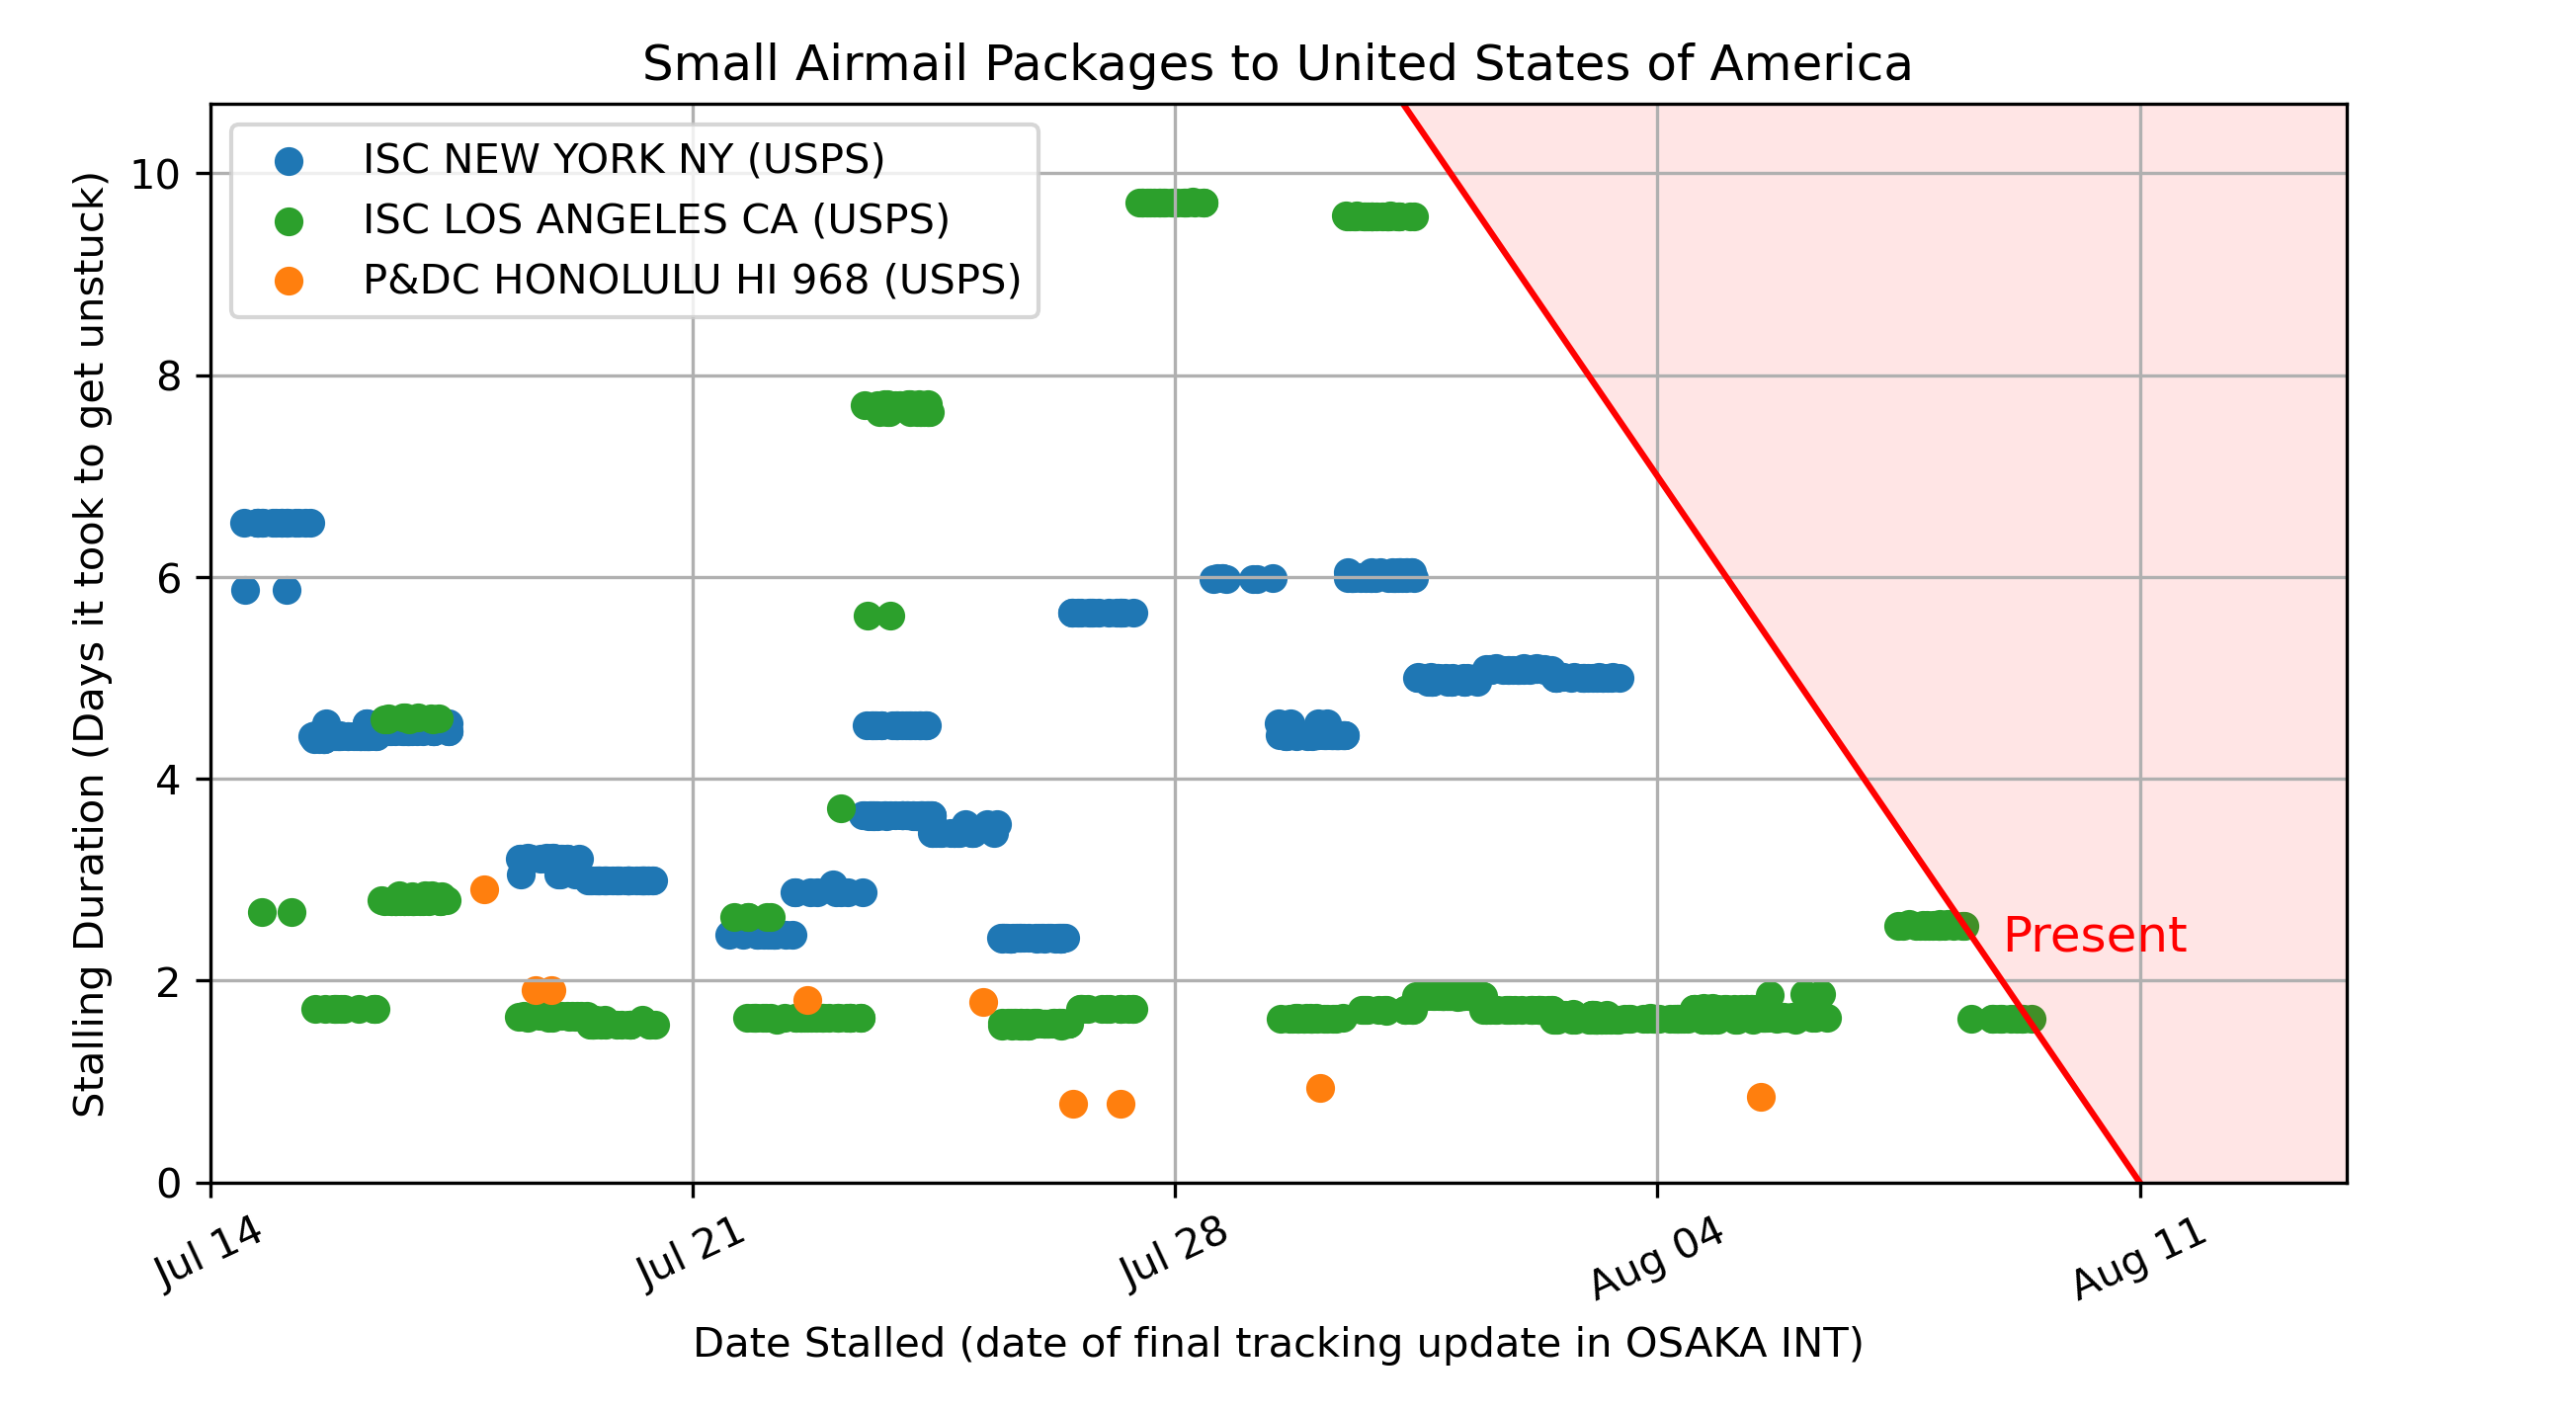 Small Airmail Packages to United States of America
Stalling Duration (Days it took to get unstuck)
10
8
6
4
2
0
ISC NEW YORK NY (USPS)
ISC LOS ANGELES CA (USPS)
P&DC HONOLULU HI 968 (USPS)
Present
Jul 14
Jul 21
Jul 28
Aug 04
Aug 11
Date Stalled (date of final tracking update in OSAKA INT)